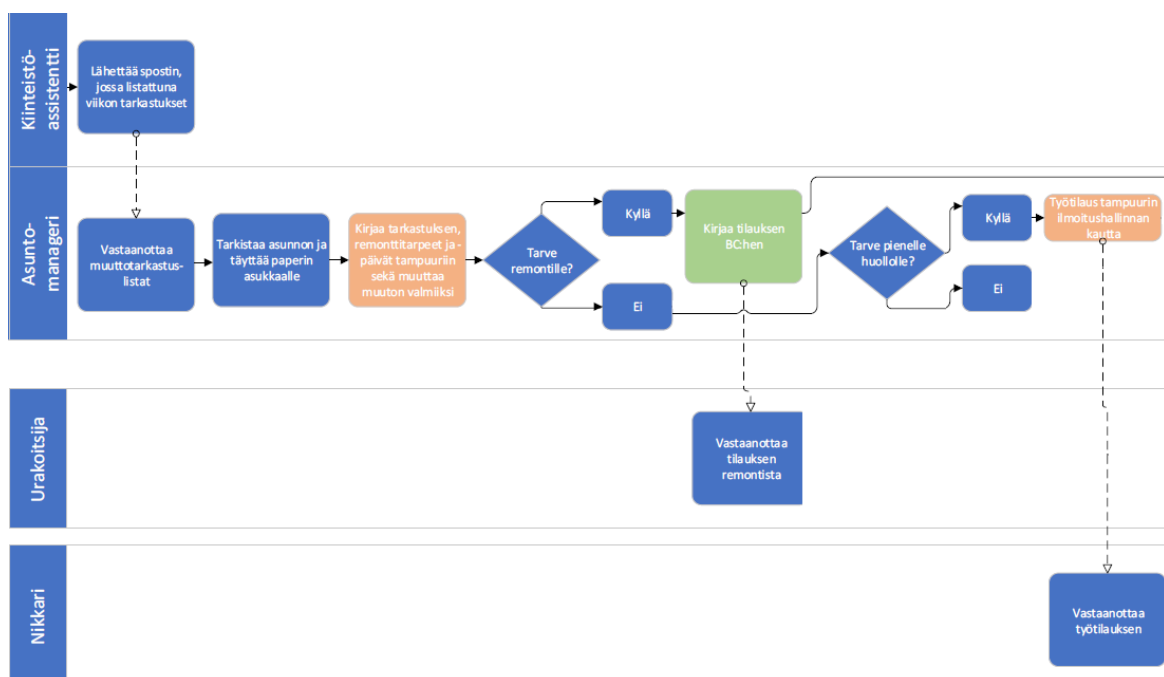 Kiinteistö-
assistentti
Lähettää spostin,
jossa listattuna
viikon tarkastukset
Asunto-
manageri
Vastaanottaa
muuttotarkastus-
listat
Tarkistaa asunnon ja
täyttää paperin
asukkaalle
Kirjaa tarkastuksen,
remonttitarpeet ja -
päivät tampuuriin
sekä muuttaa
muuton valmiiksi
Tarve
remontille?
Kyllä
Ei
Kirjaa tilauksen
BC:hen
Tarve pienelle
huollolle?
Kyllä
Ei
Työtilaus tampuurin
ilmoitushallinnan
kautta
Urakoitsija
Vastaanottaa
tilauksen
remontista
Nikkari
Vastaanottaa
työtilauksen